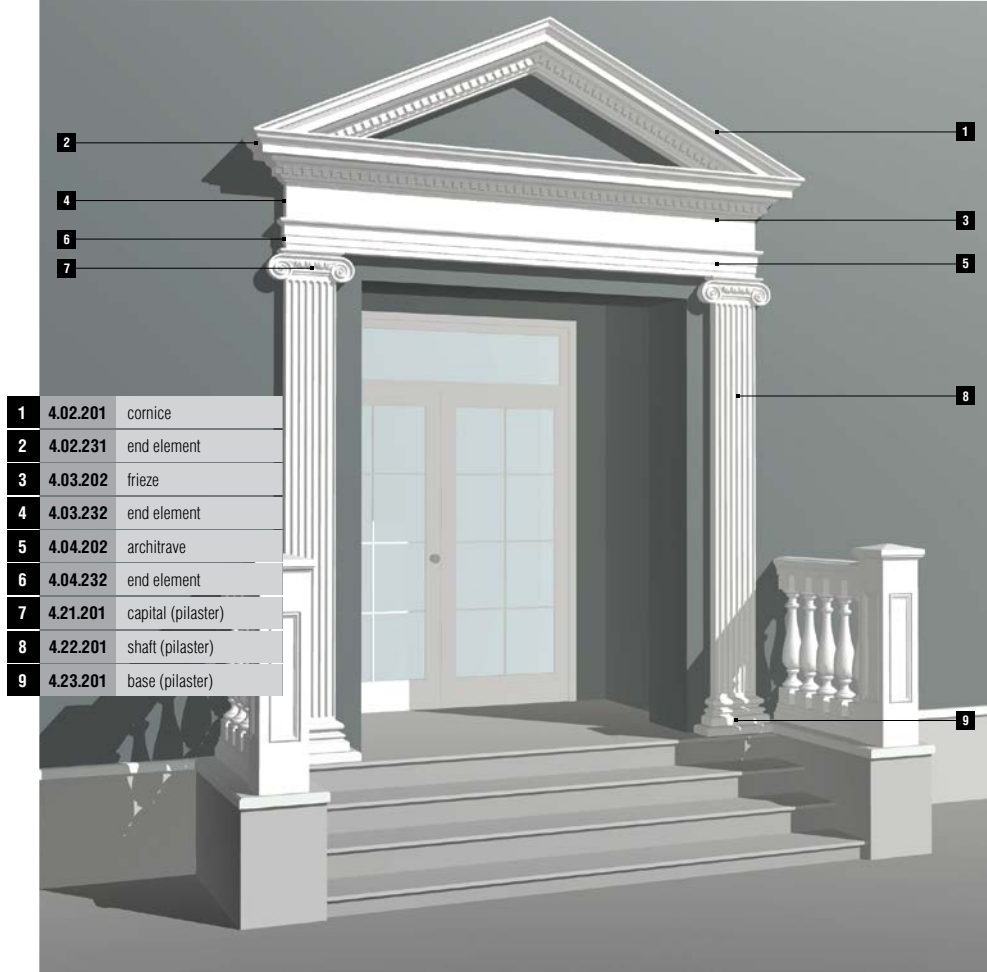 1
2
4
3
6
5
7
8
1 4.02.201 cornice
2 4.02.231 end element
3 4.03.202 frieze
4 4.03.232 end element
5 4.04.202 architrave
6 4.04.232 end element
7 4.21.201 capital (pilaster)
8 4.22.201 shaft (pilaster)
9 4.23.201 base (pilaster)
9